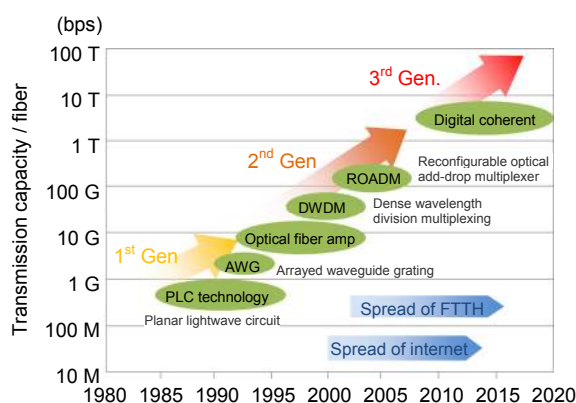 (bps)
100 T
10 T
1 T
100 G
10 G
1 G
100 M
10 M
Transmission capacity / fiber
3rd Gen.
Digital coherent
2nd Gen
ROADM
Reconfigurable optical
add-drop multiplexer
DWDM
Dense wavelength
division multiplexing
Optical fiber amp
1st Gen
AWG
Arrayed waveguide grating
PLC technology
Planar lightwave circuit
Spread of FTTH
Spread of internet
1980 1985 1990 1995 2000 2005 2010 2015 2020